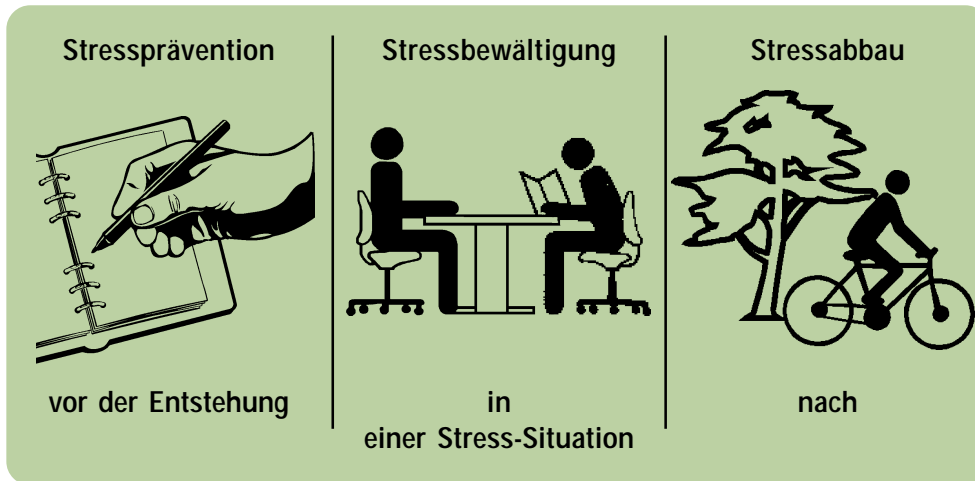 Stressprävention
vor der Entstehung
Stressbewältigung
in
einer Stress-Situation
Stressabbau
nach